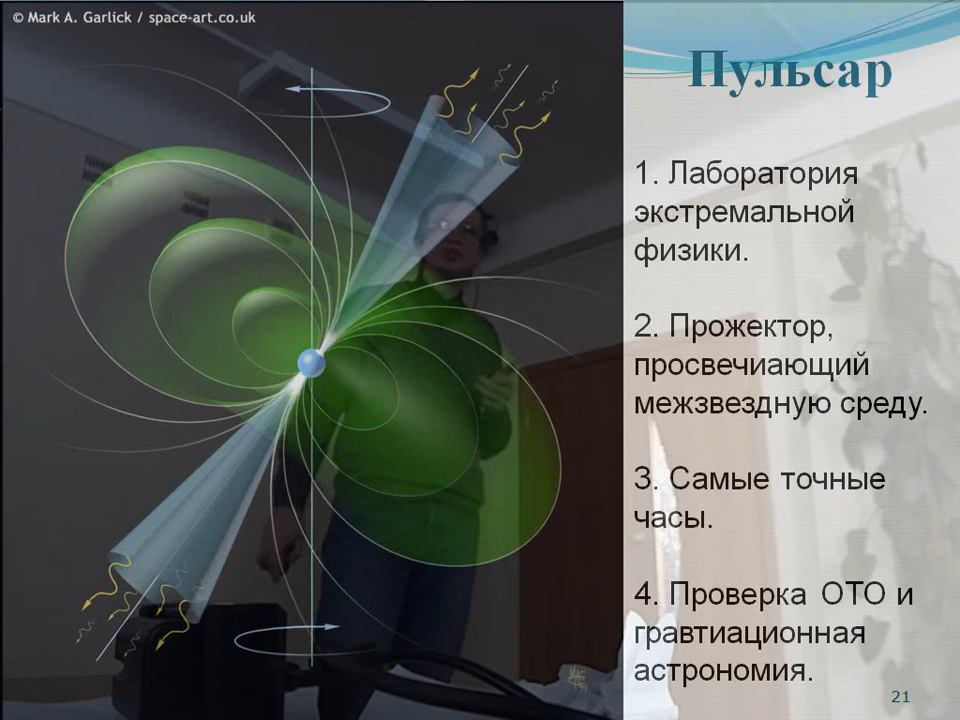 © Mark A. Garlick / space-art.co.uk
Пульсар
1. Лаборатория
экстремальной
физики.
2. Прожектор,
просвечиающий
межзвездную среду.
3. Самые точные
часы.
4. Проверка ОТО и
гравтиационная
астрономия.
21